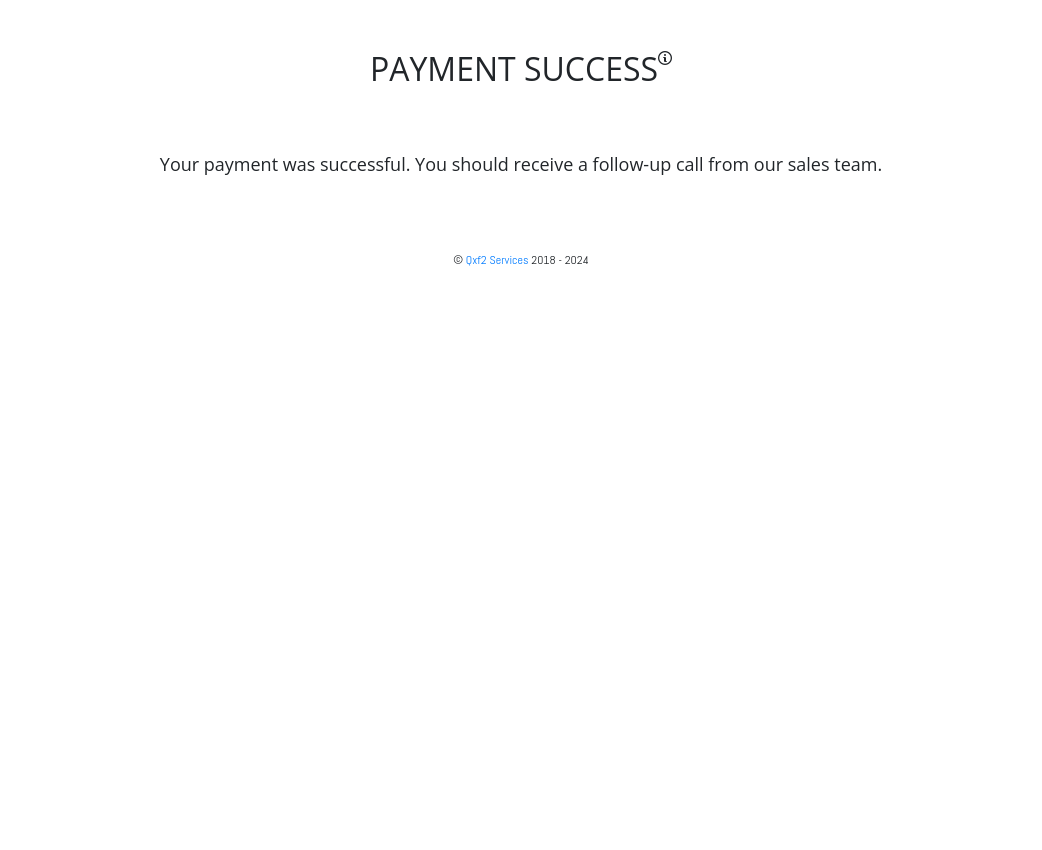 PAYMENT SUCCESS
Your payment was successful. You should receive a follow-up call from our sales team.
© Qxf2 Services 2018 - 2024